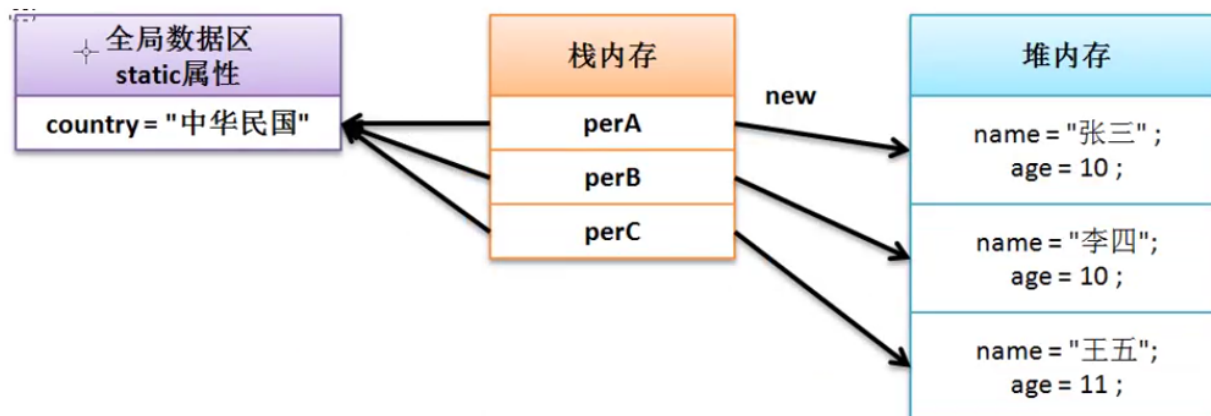 全局数据区
static属性
country = "中华民国"
栈内存
perA
perB
perC
new
堆内存
name = "张三" ;
age = 10 ;
name = "李四";
age = 10 ;
name = "王五";
age = 11 ;